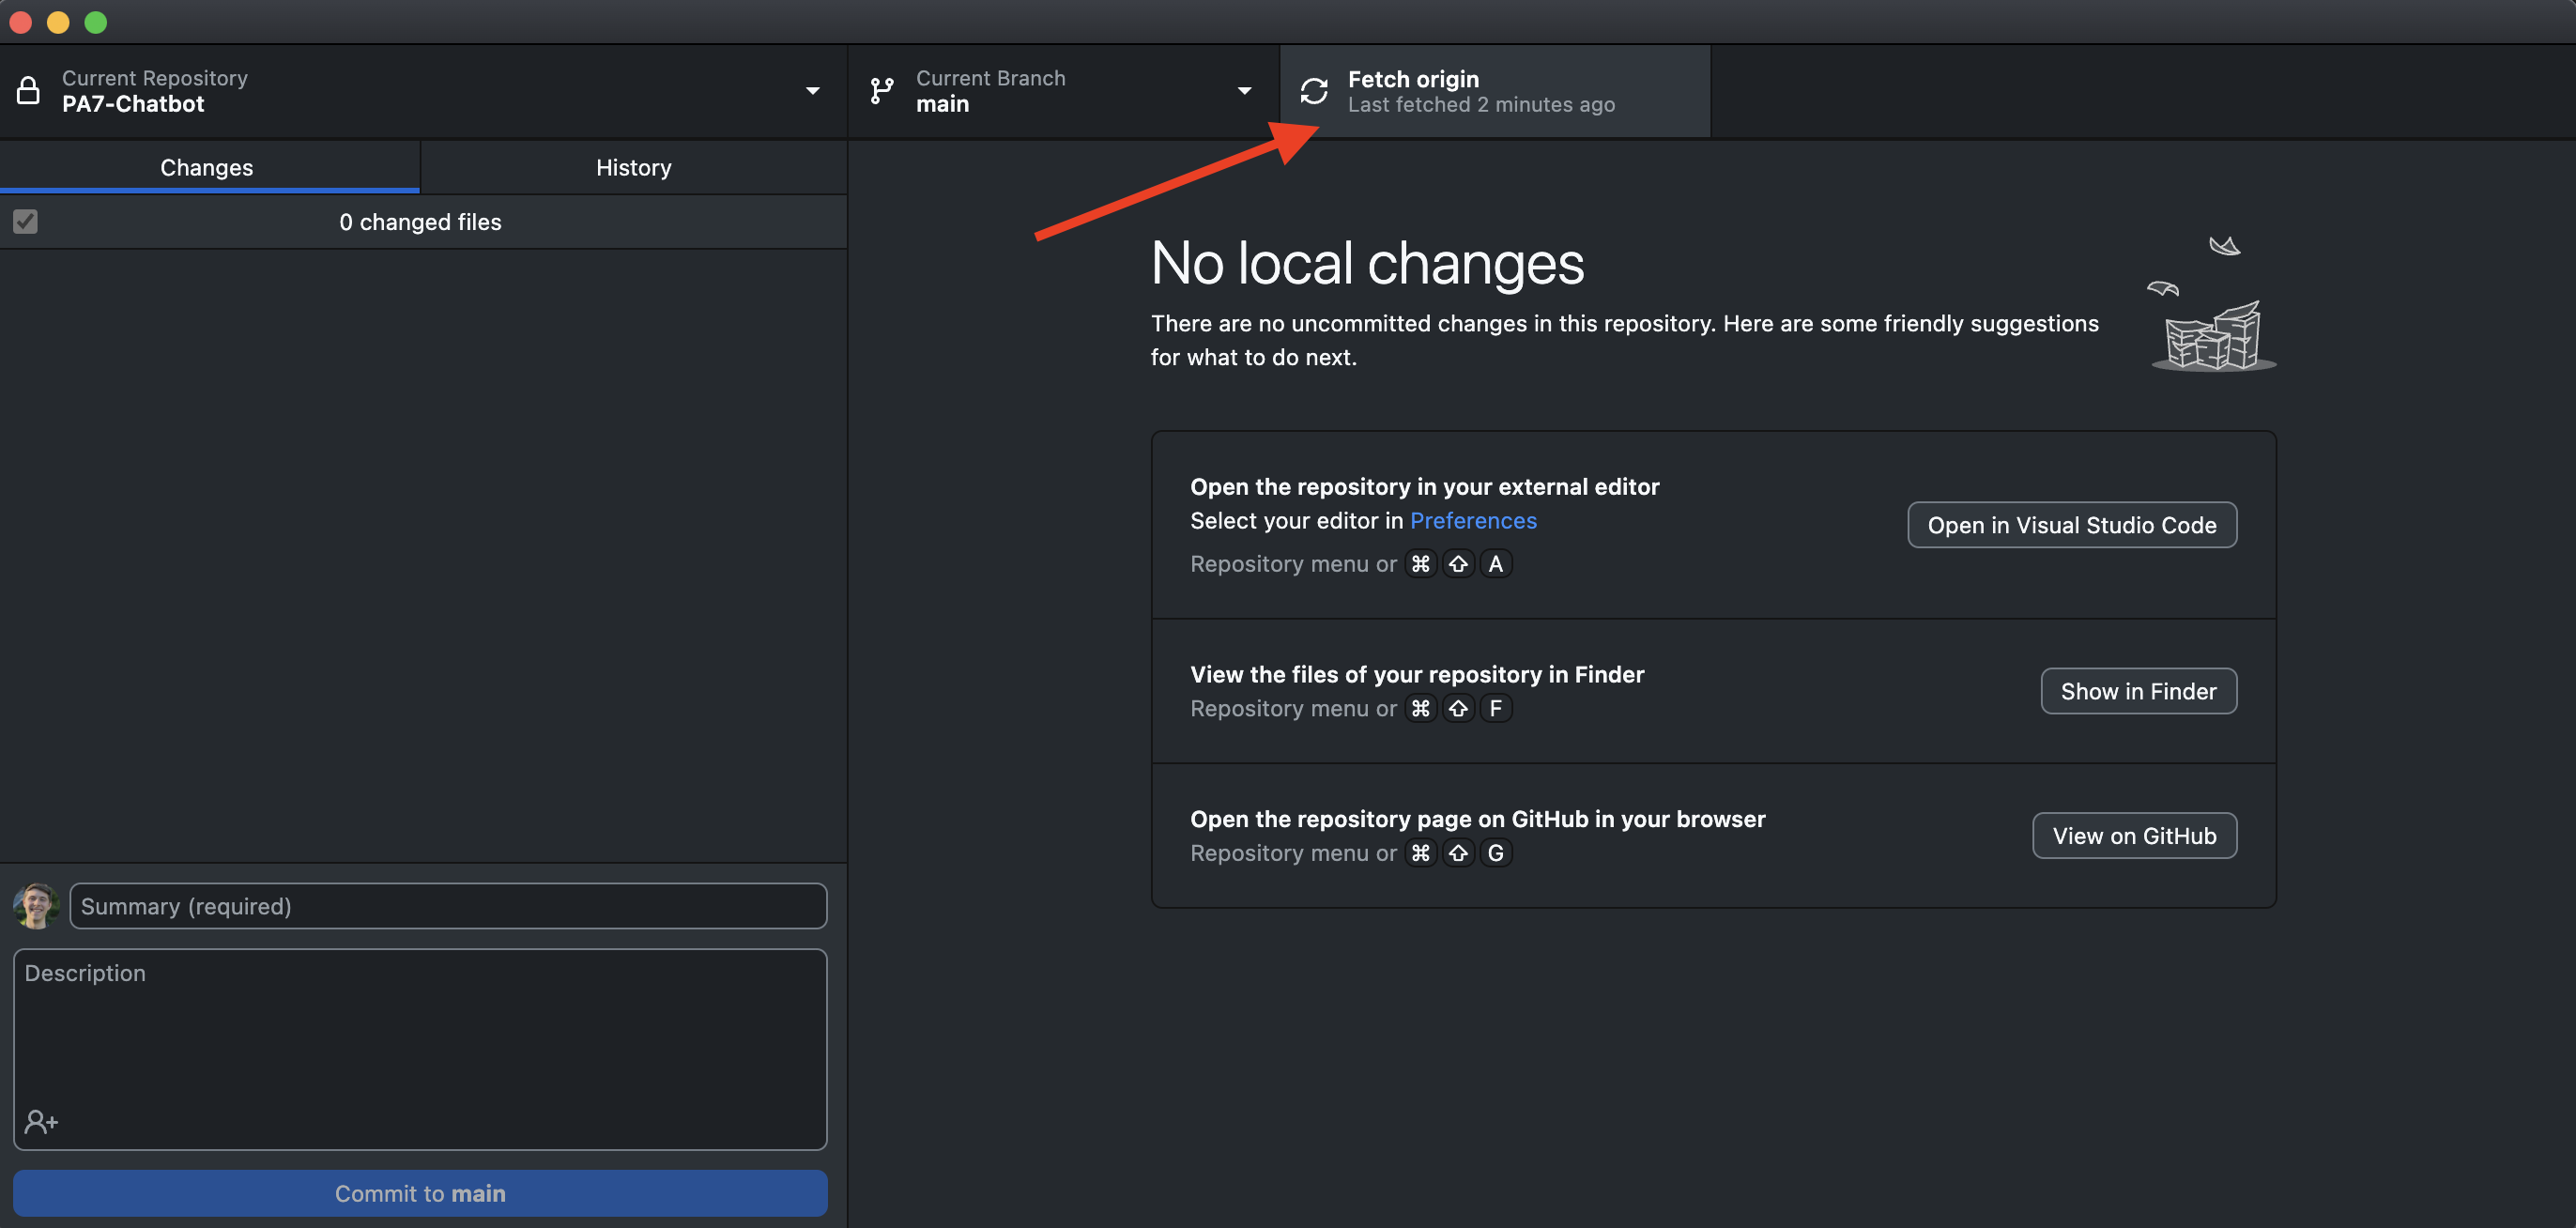 Current Repository
PA7-Chatbot
Current Branch
main
Fetch origin
Last fetched 2 minutes ago
Changes
History
0 changed files
No local changes
There are no uncommitted changes in this repository. Here are some friendly suggestions
for what to do next.
Open the repository in your external editor
Select your editor in Preferences
Repository menu or ⌘ ⇧ A
Open in Visual Studio Code
View the files of your repository in Finder
Repository menu or ⌘ ⇧ F
Show in Finder
Open the repository page on GitHub in your browser
Repository menu or ⌘ ⇧ G
View on GitHub
Summary (required)
Description
Commit to main